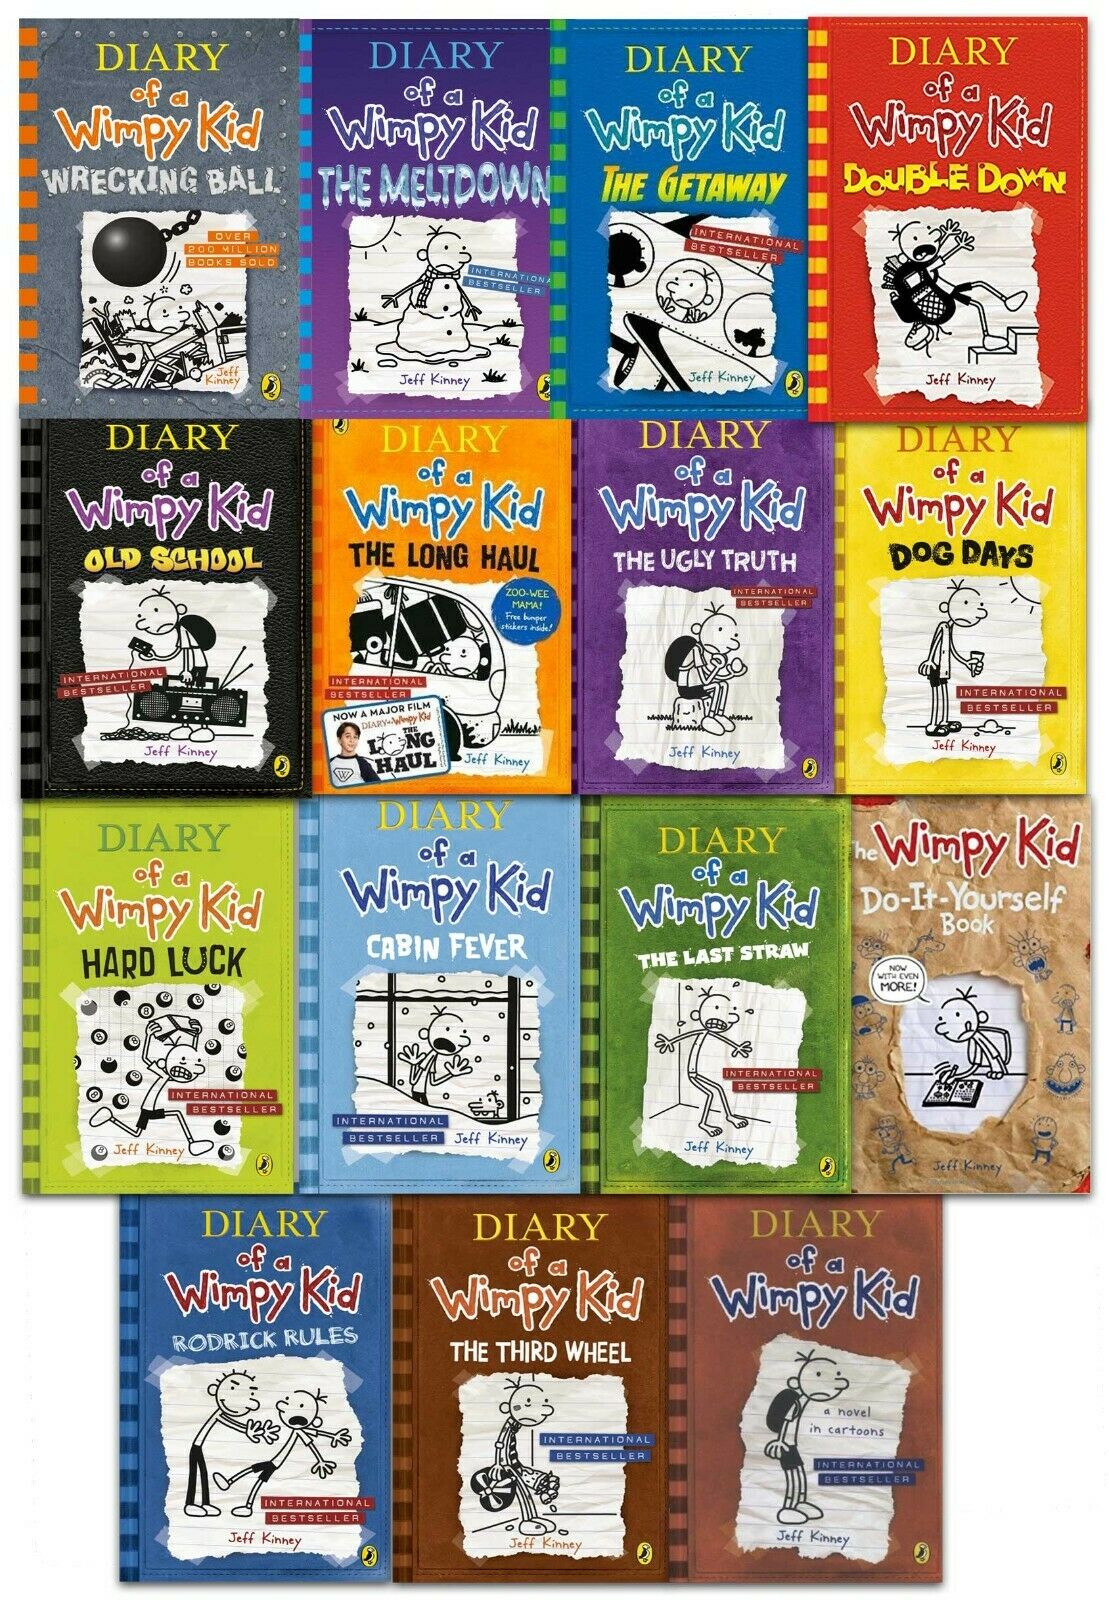 DIARY
of a
Wimpy Kid
WRECKING BALL
OVER
200 MILLION
BOOKS SOLD
Jeff
Kinney
DIARY
of a
Wimpy Kid
THE MELTDOWN
INTERNATIONA
BESTSELLER
Jeff Kinney
DIARY
of a
Wimpy Kid
THE GETAWAY
INTERNATIONAL
BESTSELLER
Jeff Kinney
DIARY
of a
Wimpy Kid
DOUBLE DOWN
Jeff Kinney
DIARY
of a
Wimpy Kid
OLD SCHOOL
INTERNATIONAL
BESTSELLER
Jeff Kinney
DIARY
of a
Wimpy Kid
THE LONG HAUL
ZOO-WEE
MAMA!
Free bumper
stickers inside!
INTERNATIONAL
BESTSELLER
NOW A MAJOR FILM
DIARY of a Wimpy Kid
THE
LONG
HAUL
Jeff Kinney
DIARY
of a
Wimpy Kid
THE UGLY TRUTH
INTERNATIONAL
BESTSELLER
Jeff Kinney
DIARY
of a
Wimpy Kid
DOG DAYS
INTERNATIONAL
BESTSELLER
Jeff Kinney
DIARY
of a
Wimpy Kid
HARD LUCK
8
INTERNATIONAL
BESTSELLER
Jeff Kinney
DIARY
of a
Wimpy Kid
CABIN FEVER
INTERNATIONAL
BESTSELLER
Jeff Kinney
DIARY
of a
Wimpy Kid
THE LAST STRAW
INTERNATIONAL
BESTSELLER
Jeff Kinney
he
Wimpy Kid
Do-It-Yourself
Book
NOW
WITH EVEN
MORE!
Jeff Kinney
DIARY
of a
Wimpy Kid
RODRICK RULES
INTERNATIONAL
BESTSELLER
Jeff Kinney
DIARY
of a
Wimpy Kid
THE THIRD WHEEL
INTERNATIONAL
BESTSELLER
Jeff Kinney
DIARY
of a
Wimpy Kid
a novel
in cartoons
INTERNATIONAL
BESTSELLER
Jeff Kinney